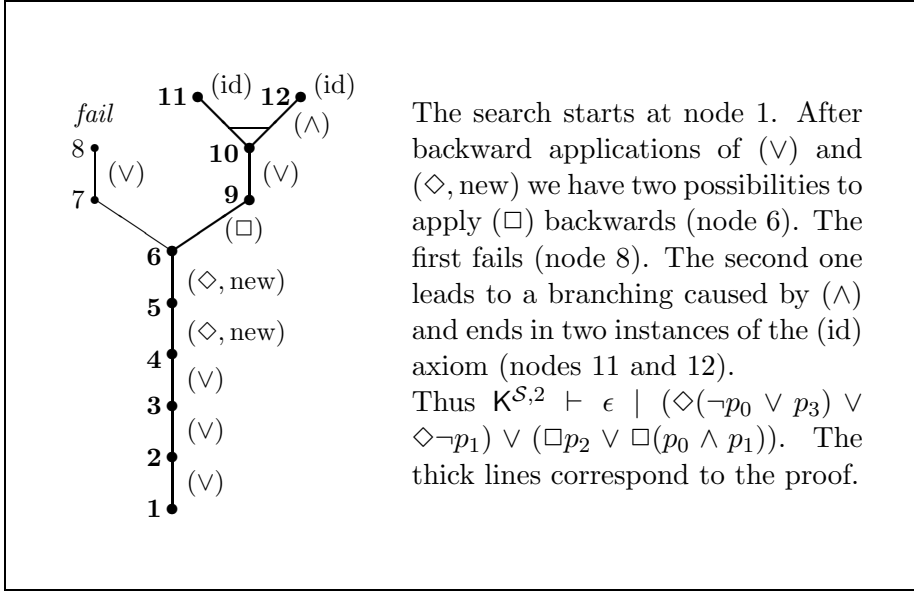 11 (id) 12 (id)
fail
(∧)
8 10
(∨) (∨)
7 9
(□)
6
(◇, new)
5
(◇, new)
4
(∨)
3
(∨)
2
(∨)
1
The search starts at node 1. After
backward applications of (∨) and
(◇, new) we have two possibilities to
apply (□) backwards (node 6). The
first fails (node 8). The second one
leads to a branching caused by (∧)
and ends in two instances of the (id)
axiom (nodes 11 and 12).
Thus K^{S,2} ⊢ ϵ | (◇(¬p₀ ∨ p₃) ∨
◇¬p₁) ∨ (□p₂ ∨ □(p₀ ∧ p₁)). The
thick lines correspond to the proof.